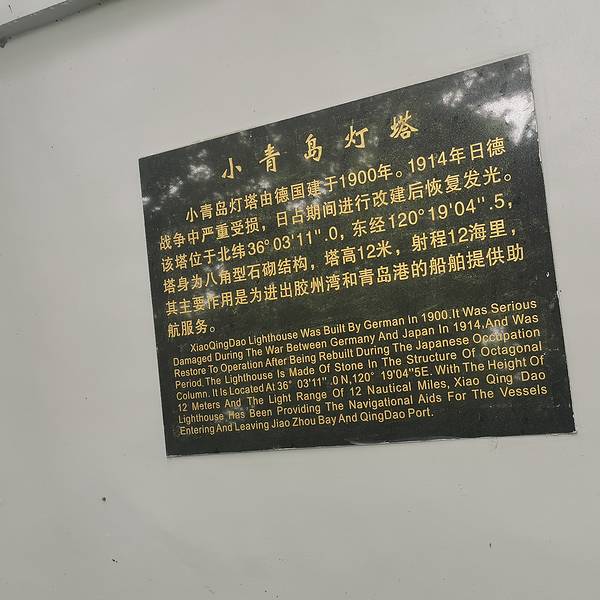 小青岛灯塔
小青岛灯塔由德国建于1900年。1914年日德
战争中严重受损，日占期间进行改建后恢复发光。
该塔位于北纬36°03'11".0，东经120°19'04".5，
塔身为八角型石砌结构，塔高12米，射程12海里，
其主要作用是为进出胶州湾和青岛港的船舶提供助
航服务。
XiaoQingDao Lighthouse Was Built By German In 1900.It Was Serious
Damaged During The War Between Germany And Japan In 1914.And Was
Restore To Operation After Being Rebuilt During The Japanese Occupation
Period. The Lighthouse Is Made Of Stone In The Structure Of Octagonal
Column. It Is Located At 36° 03'11" .0 N,120° 19'04"5E. With The Height Of
12 Meters And The Light Range Of 12 Nautical Miles, Xiao Qing Dao
Lighthouse Has Been Providing The Navigational Aids For The Vessels
Entering And Leaving Jiao Zhou Bay And QingDao Port.